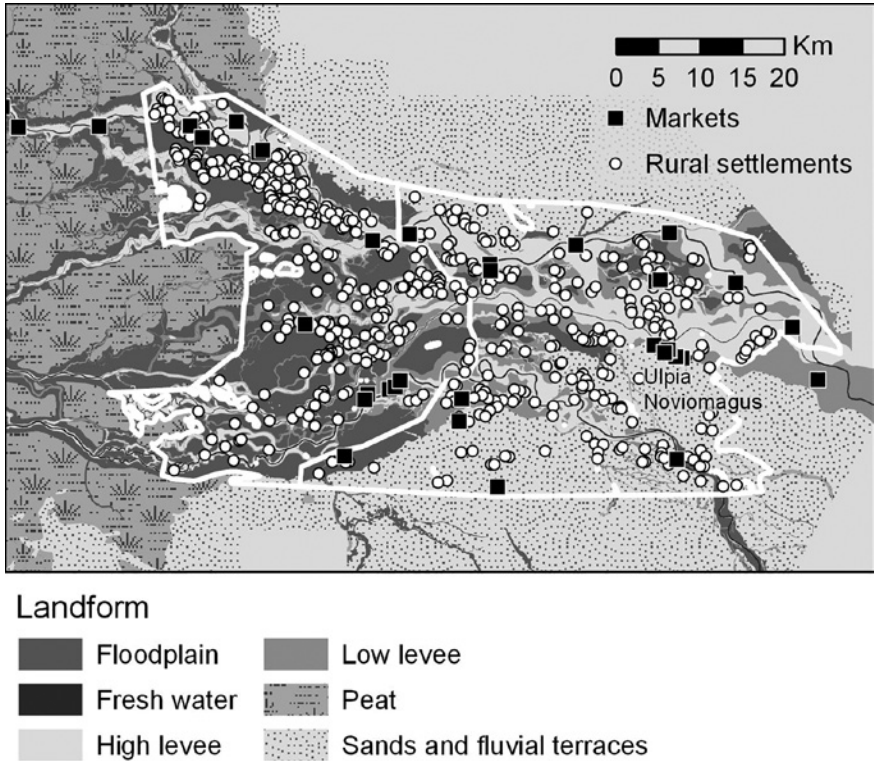 Km
0 5 10 15 20
Markets
Rural settlements
Ulpia
Noviomagus
Landform
Floodplain Low levee
Fresh water Peat
High levee Sands and fluvial terraces